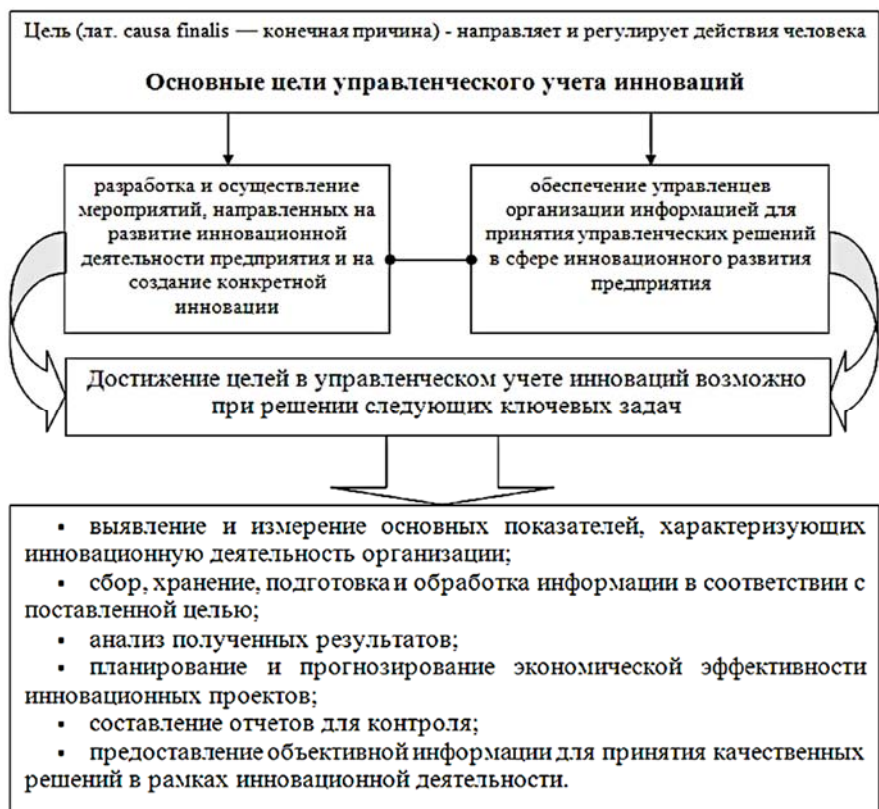 Цель (лат. causa finalis — конечная причина) - направляет и регулирует действия человека
Основные цели управленческого учета инноваций
разработка и осуществление
мероприятий, направленных на
развитие инновационной
деятельности предприятия и на
создание конкретной
инновации
обеспечение управленцев
организации информацией для
принятия управленческих решений
в сфере инновационного развития
предприятия
Достижение целей в управленческом учете инноваций возможно
при решении следующих ключевых задач
▪ выявление и измерение основных показателей, характеризующих
инновационную деятельность организации;
▪ сбор, хранение, подготовка и обработка информации в соответствии с
поставленной целью;
▪ анализ полученных результатов;
▪ планирование и прогнозирование экономической эффективности
инновационных проектов;
▪ составление отчетов для контроля;
▪ предоставление объективной информации для принятия качественных
решений в рамках инновационной деятельности.